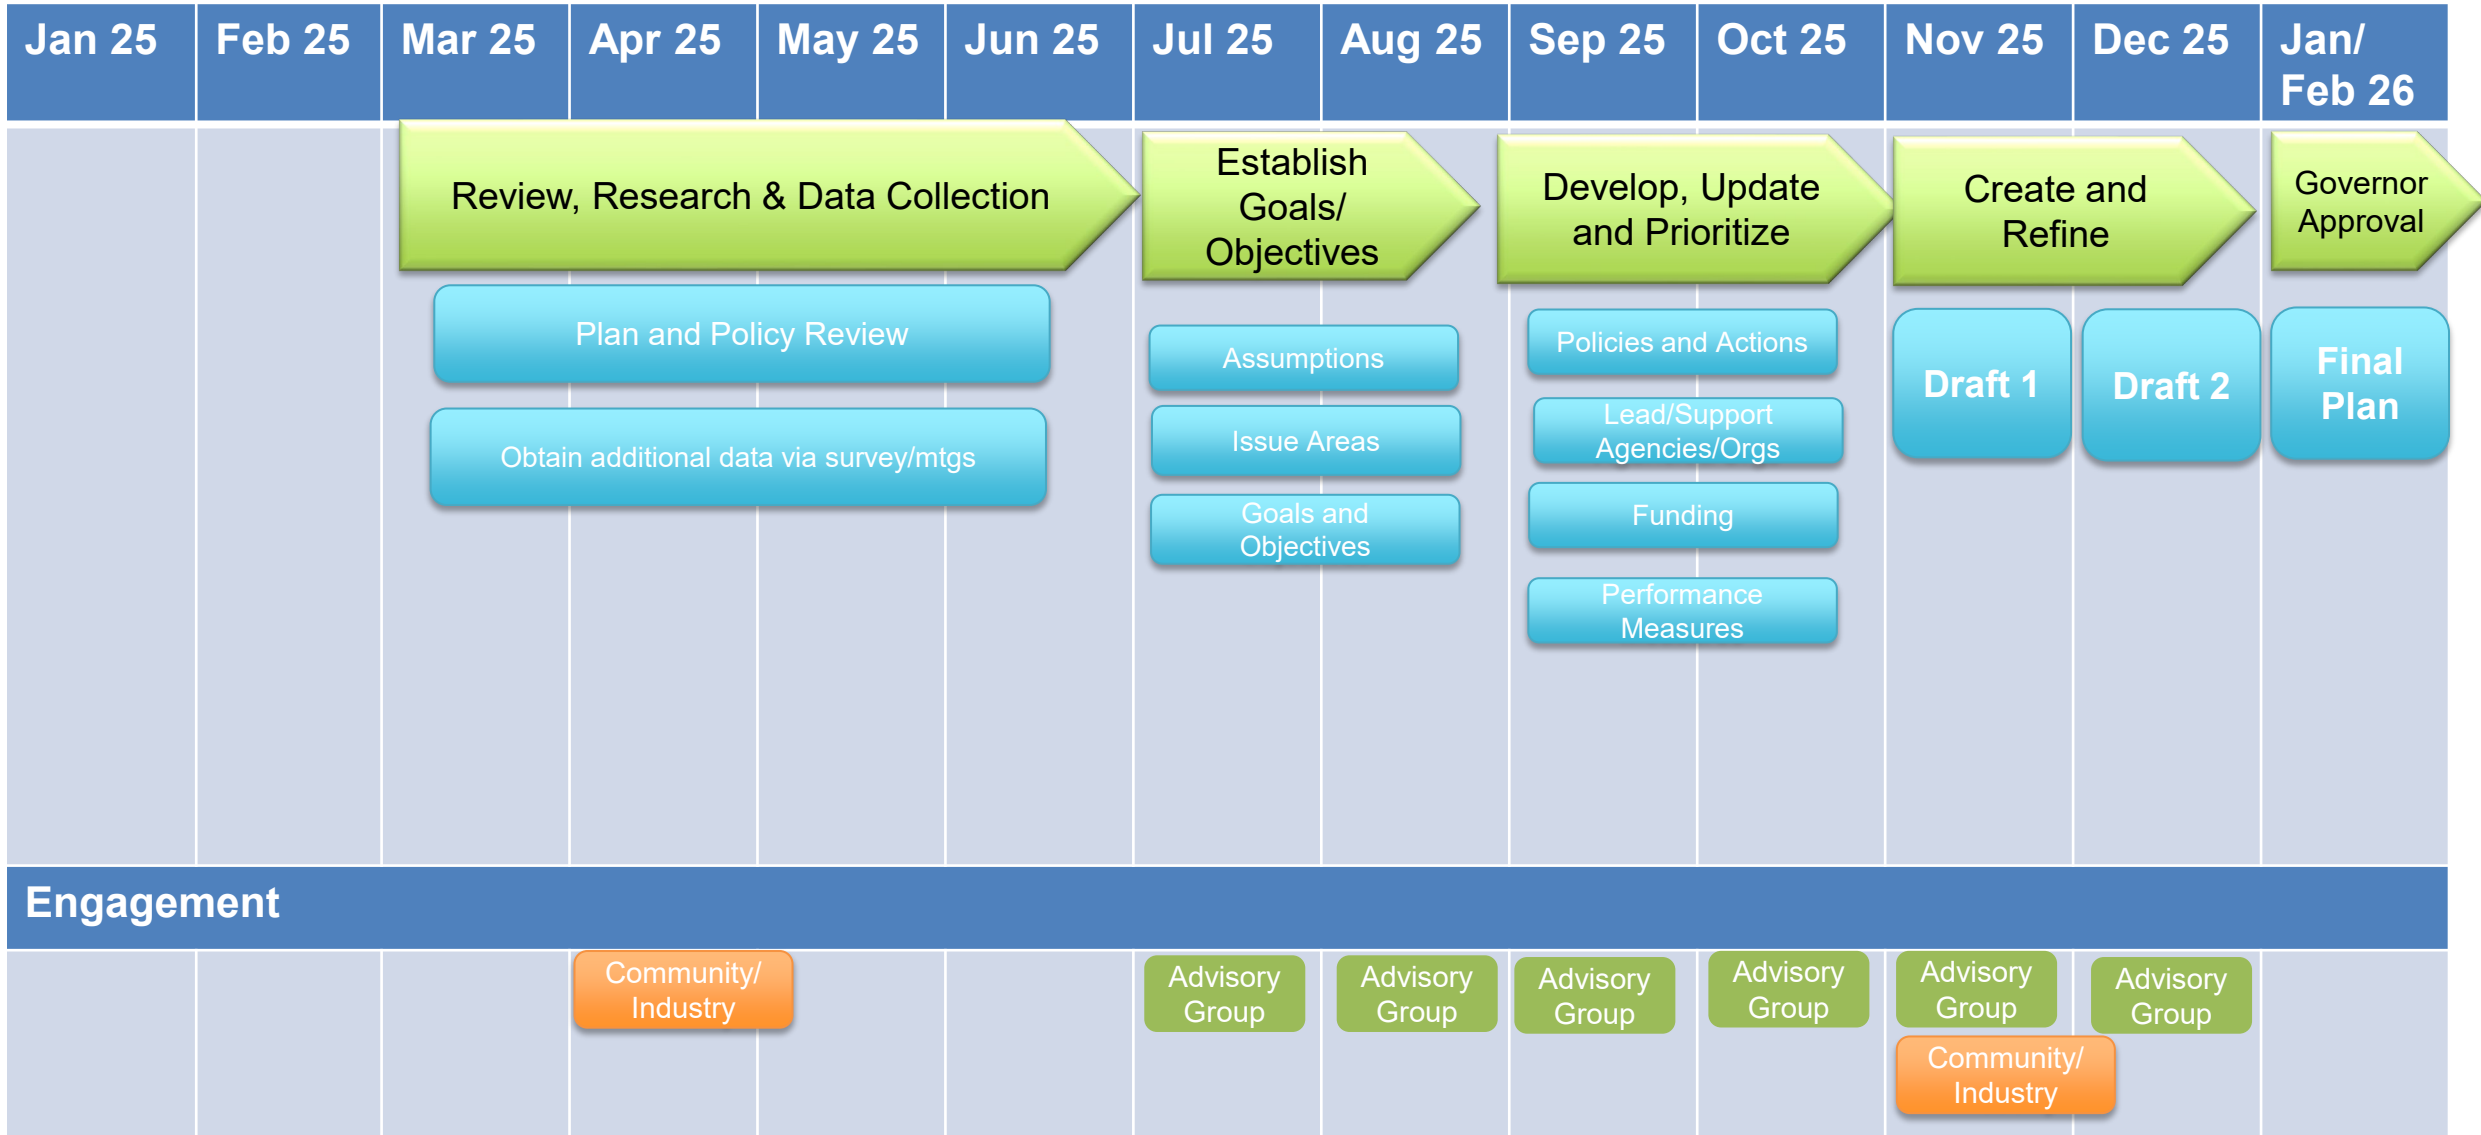 Jan 25
Feb 25
Mar 25
Apr 25
May 25
Jun 25
Jul 25
Aug 25
Sep 25
Oct 25
Nov 25
Dec 25
Jan/
Feb 26
Review, Research & Data Collection
Establish
Goals/
Objectives
Develop, Update
and Prioritize
Create and
Refine
Governor
Approval
Plan and Policy Review
Obtain additional data via survey/mtgs
Assumptions
Issue Areas
Goals and
Objectives
Policies and Actions
Lead/Support
Agencies/Orgs
Funding
Performance
Measures
Draft 1
Draft 2
Final
Plan
Engagement
Community/
Industry
Advisory
Group
Advisory
Group
Advisory
Group
Advisory
Group
Advisory
Group
Advisory
Group
Community/
Industry